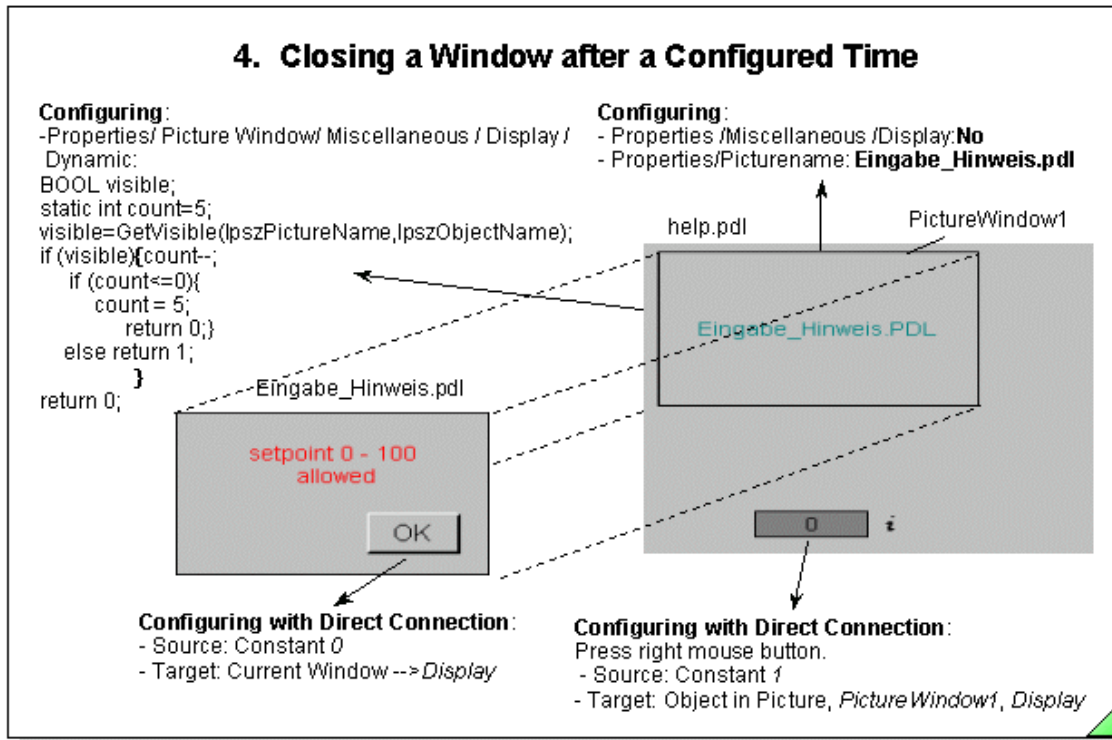 4. Closing a Window after a Configured Time
Configuring:
-Properties/ Picture Window/ Miscellaneous / Display /
Dynamic:
BOOL visible;
static int count=5;
visible=GetVisible(lpszPictureName,lpszObjectName);
if (visible){count--;
if (count<=0){
count = 5;
return 0;}
else return 1;
}
return 0;
Configuring:
- Properties /Miscellaneous /Display:No
- Properties/Picturename: Eingabe_Hinweis.pdl
help.pdl
PictureWindow1
Eingabe_Hinweis.PDL
0
i
Eingabe_Hinweis.pdl
setpoint 0 - 100
allowed
OK
Configuring with Direct Connection:
- Source: Constant 0
- Target: Current Window -->Display
Configuring with Direct Connection:
Press right mouse button.
- Source: Constant 1
- Target: Object in Picture, PictureWindow1, Display